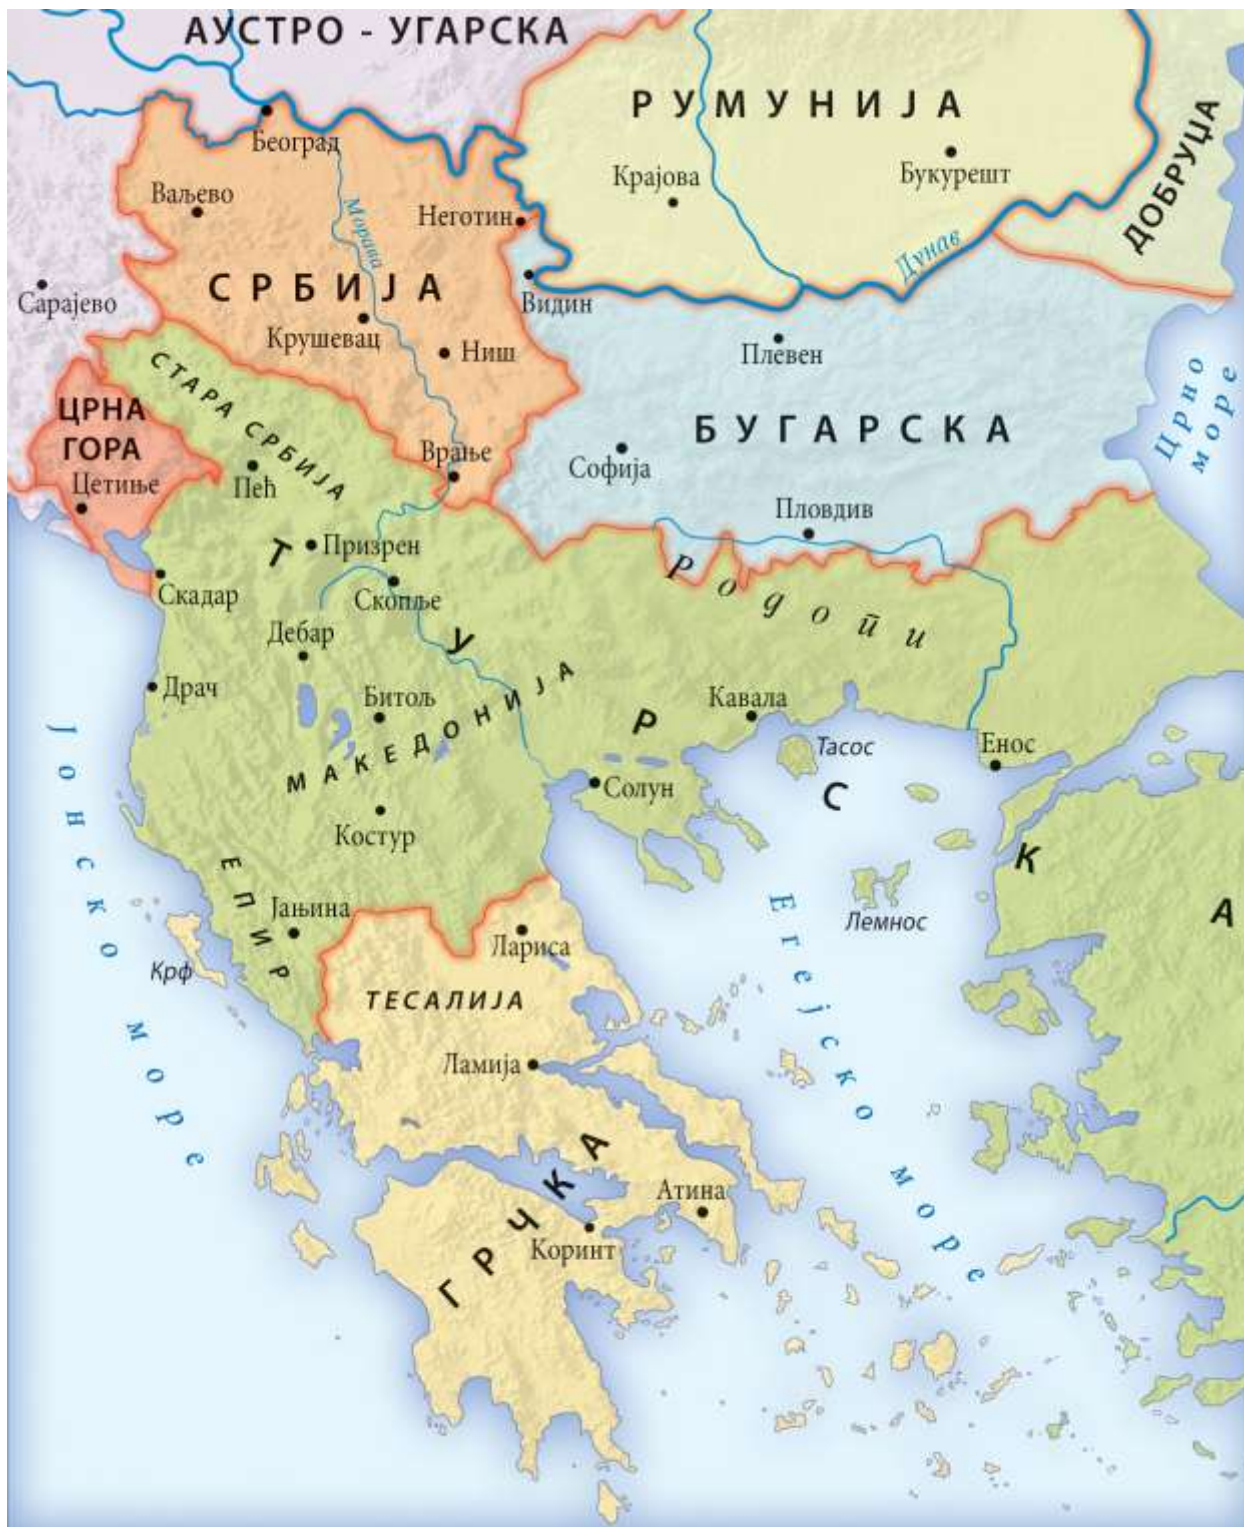 АУСТРО - УГАРСКА
РУМУНИЈА
ДОБРУЏА
Београд
Крајова
Букурешт
Ваљево
Морава
Неготин
Дунав
СРБИЈА
Сарајево
Видин
Крушевац
Ниш
Плевен
Црно
море
СТАРА СРБИЈА
ЦРНА
ГОРА
БУГАРСКА
Врање
Софија
Пећ
Цетиње
Пловдив
ТУРСКА
Призрен
Родопи
Скадар
Скопље
Дебар
Драч
Битољ
МАКЕДОНИЈА
Кавала
Тасос
Енос
Солун
Јонско море
Костур
ЕПИР
Јањина
Лемнос
Егејско море
Лариса
Крф
ТЕСАЛИЈА
Ламија
ГРЧКА
Атина
Коринт